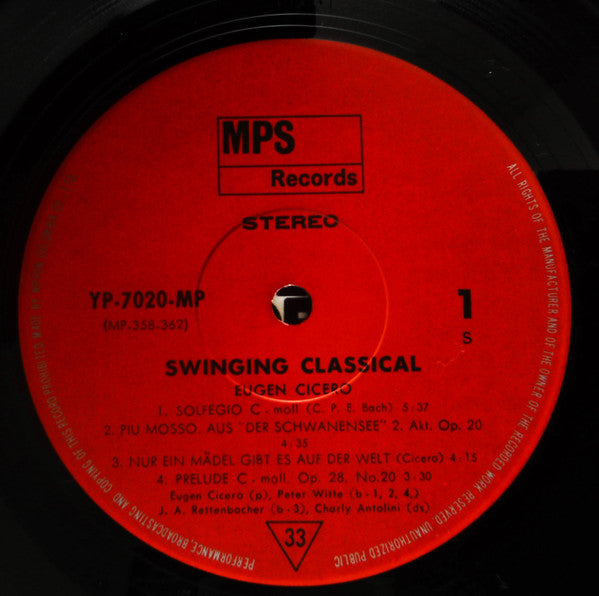 MPS
Records
STEREO
YP-7020-MP
(MP-358-362)
1
S
SWINGING CLASSICAL
EUGEN CICERO
1. SOLFEGIO C - moll (C. P. E. Bach) 5:37
2. PIU MOSSO. AUS "DER SCHWANENSEE" 2. Akt. Op. 20
4:35
3. NUR EIN MÄDEL GIBT ES AUF DER WELT (Cicero) 4:15
4. PRELUDE C - moll, Op. 28, No.20 3:30
Eugen Cicero (p), Peter Witte (b - 1, 2, 4,)
J. A. Rettenbacher (b - 3), Charly Antolini (ds)
33
ALL RIGHTS OF THE MANUFACTURER AND OF THE OWNER OF THE RECORDED WORK RESERVED. UNAUTHORIZED PUBLIC
PERFORMANCE, BROADCASTING AND COPYING OF THIS RECORD PROHIBITED MADE BY